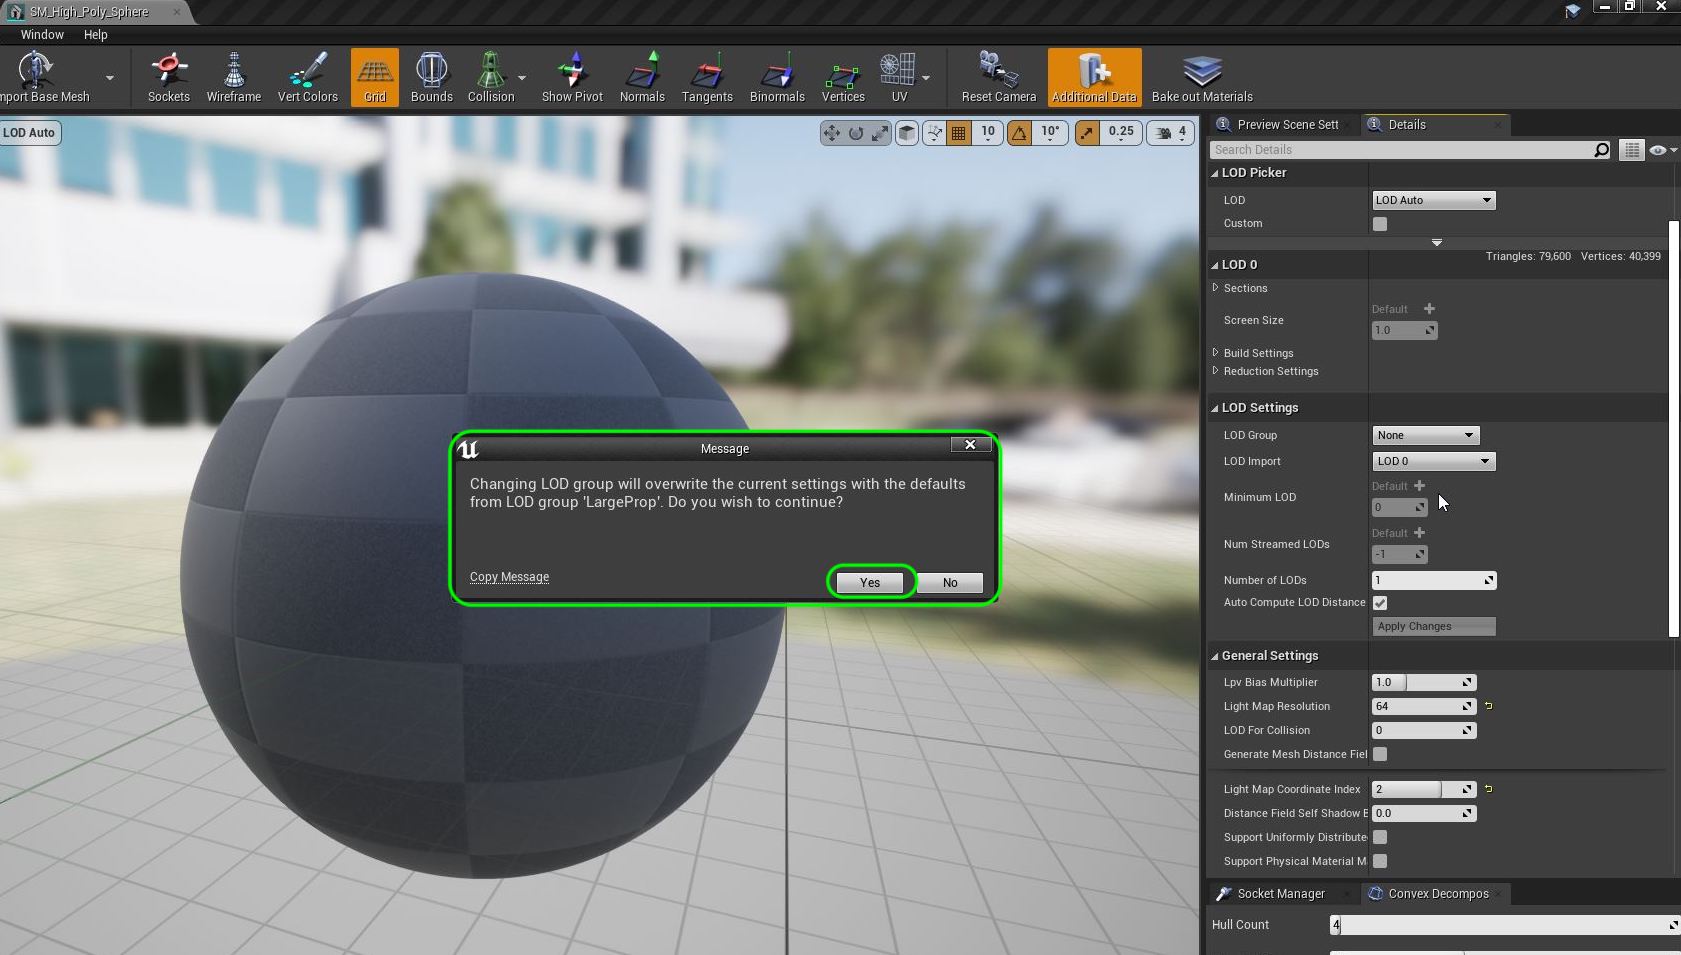 SM_High_Poly_Sphere
Window Help
mport Base Mesh
Sockets
Wireframe
Vert Colors
Grid
Bounds
Collision
Show Pivot
Normals
Tangents
Binormals
Vertices
UV
Reset Camera
Additional Data
Bake out Materials
LOD Auto
10
10°
0.25
4
Preview Scene Sett
Details
Search Details
LOD Picker
LOD
LOD Auto
Custom
Triangles: 79,600 Vertices: 40,399
LOD 0
Sections
Default
Screen Size
1.0
Build Settings
Reduction Settings
LOD Settings
LOD Group
None
LOD Import
LOD 0
Default
Minimum LOD
0
Default
Num Streamed LODs
-1
Number of LODs
1
Auto Compute LOD Distance
Apply Changes
General Settings
Lpv Bias Multiplier
1.0
Light Map Resolution
64
LOD For Collision
0
Generate Mesh Distance Fiel
Light Map Coordinate Index
2
Distance Field Self Shadow B
0.0
Support Uniformly Distribute
Support Physical Material M
Socket Manager
Convex Decompos
Hull Count
4
Message
Changing LOD group will overwrite the current settings with the defaults
from LOD group 'LargeProp'. Do you wish to continue?
Copy Message
Yes
No